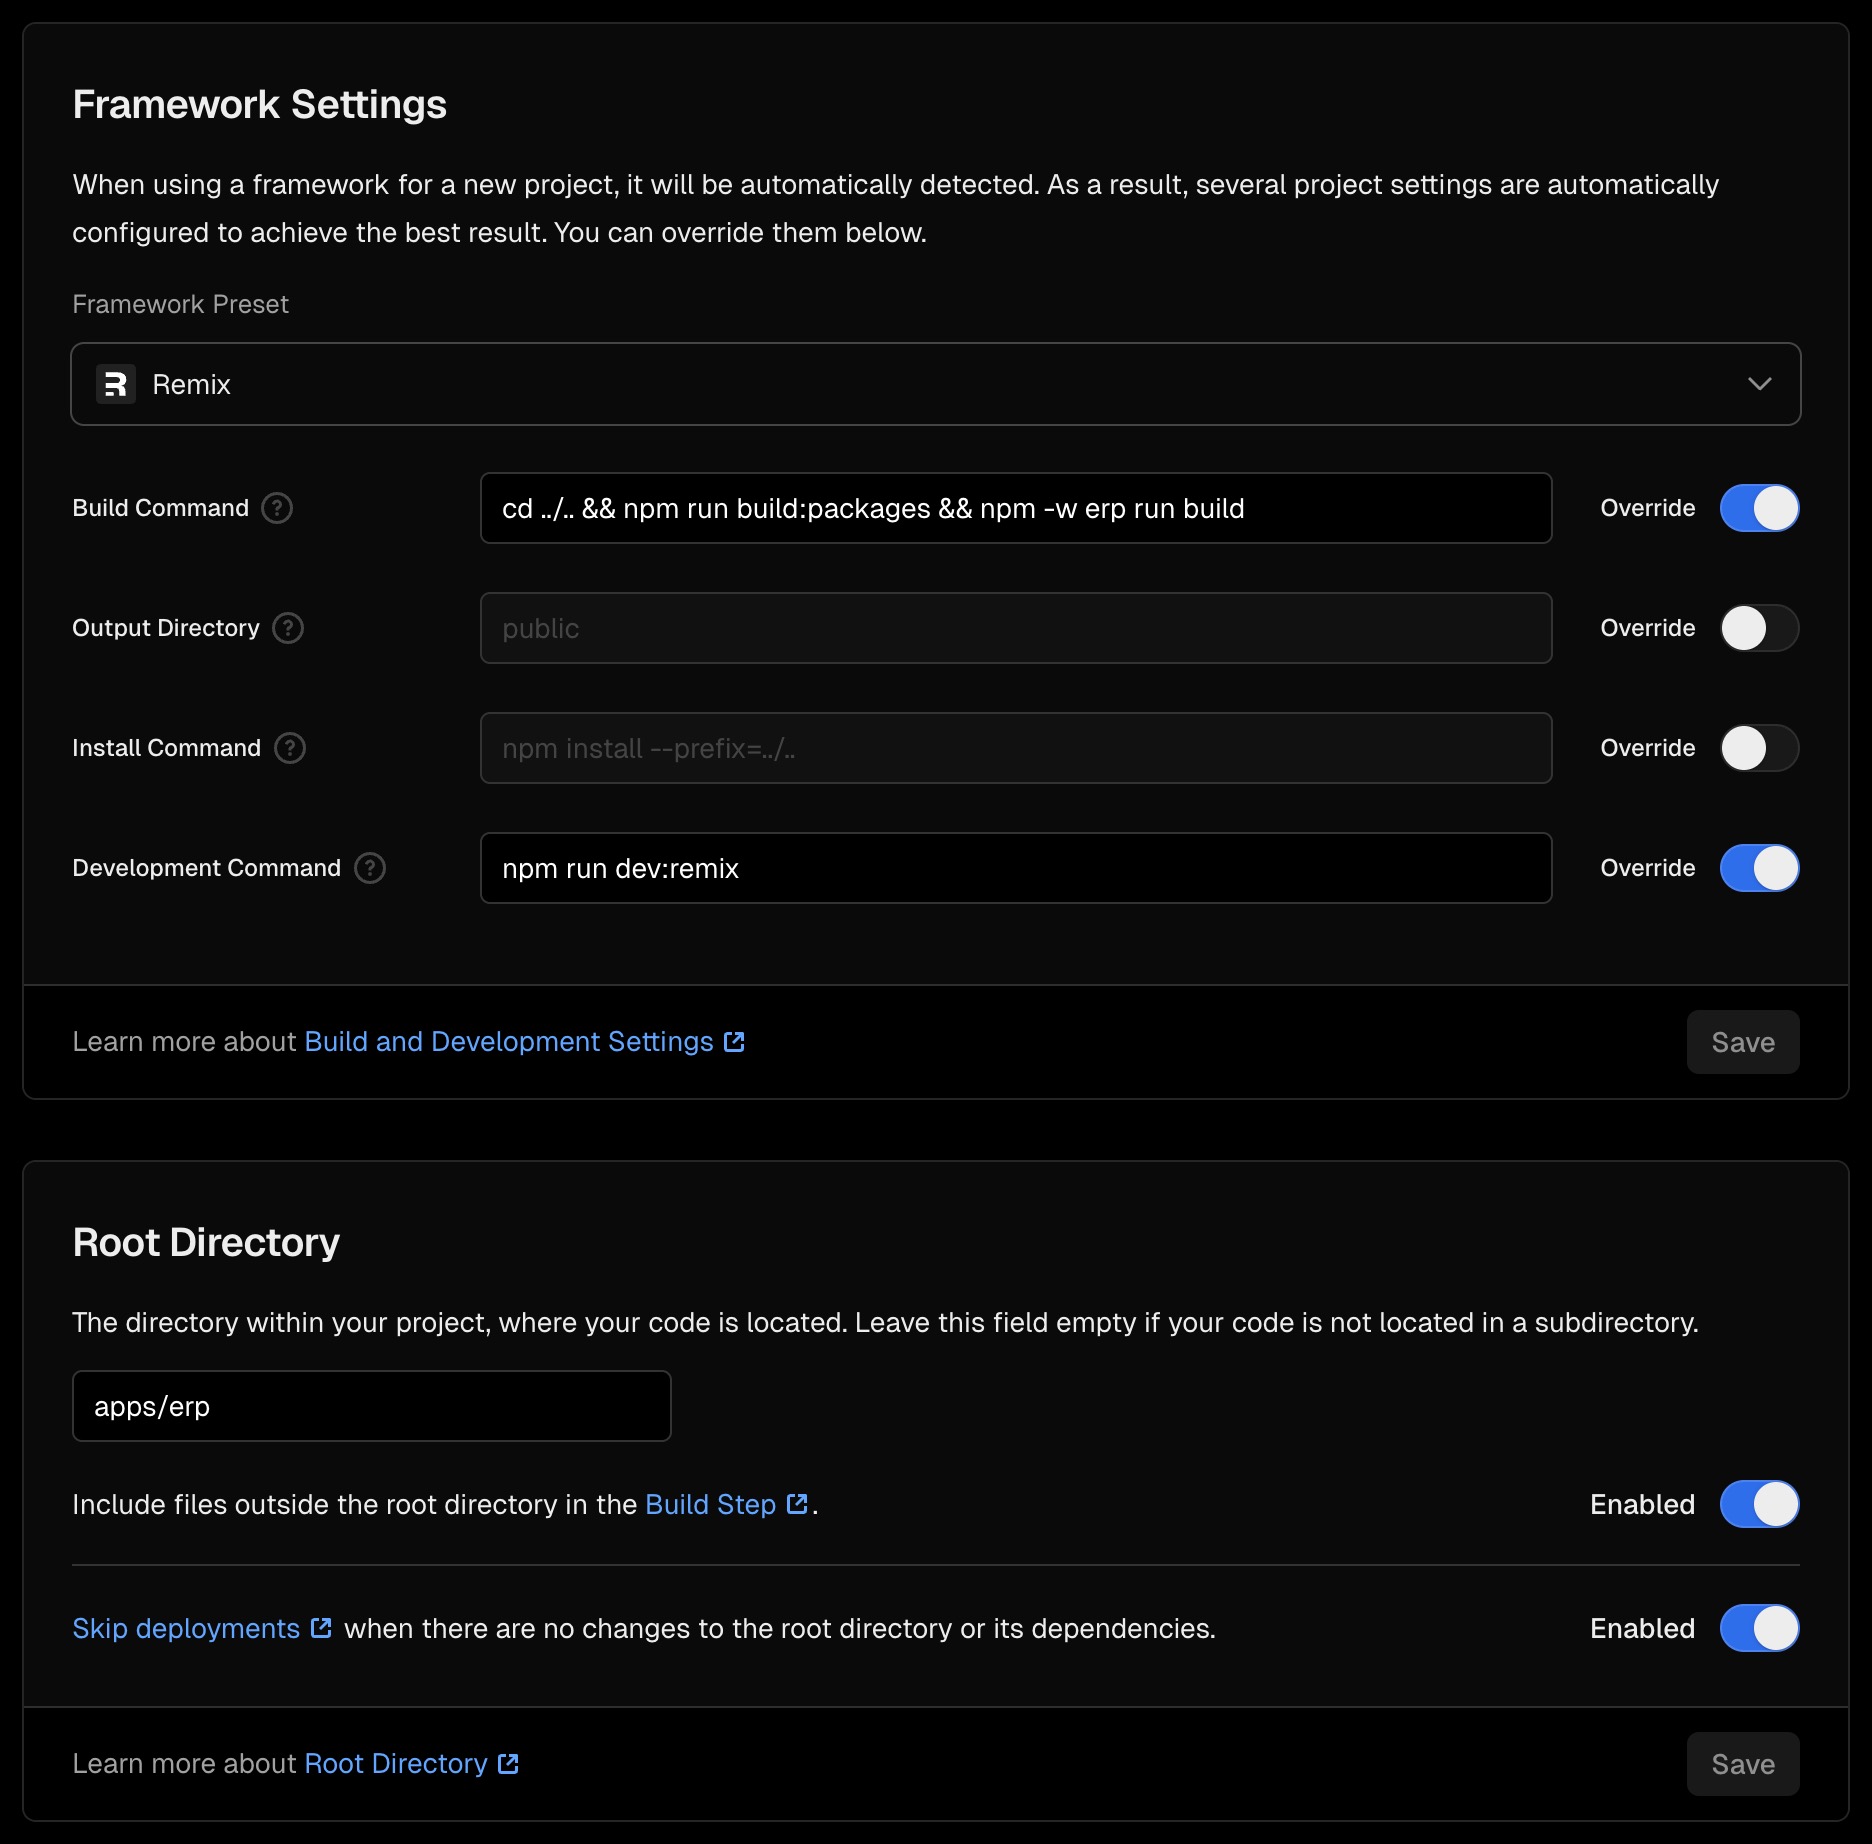 Framework Settings
When using a framework for a new project, it will be automatically detected. As a result, several project settings are automatically
configured to achieve the best result. You can override them below.
Framework Preset
Remix
Build Command ? cd ../.. && npm run build:packages && npm -w erp run build Override
Output Directory ? public Override
Install Command ? npm install --prefix=../.. Override
Development Command ? npm run dev:remix Override
Learn more about Build and Development Settings Save
Root Directory
The directory within your project, where your code is located. Leave this field empty if your code is not located in a subdirectory.
apps/erp
Include files outside the root directory in the Build Step . Enabled
Skip deployments when there are no changes to the root directory or its dependencies. Enabled
Learn more about Root Directory Save